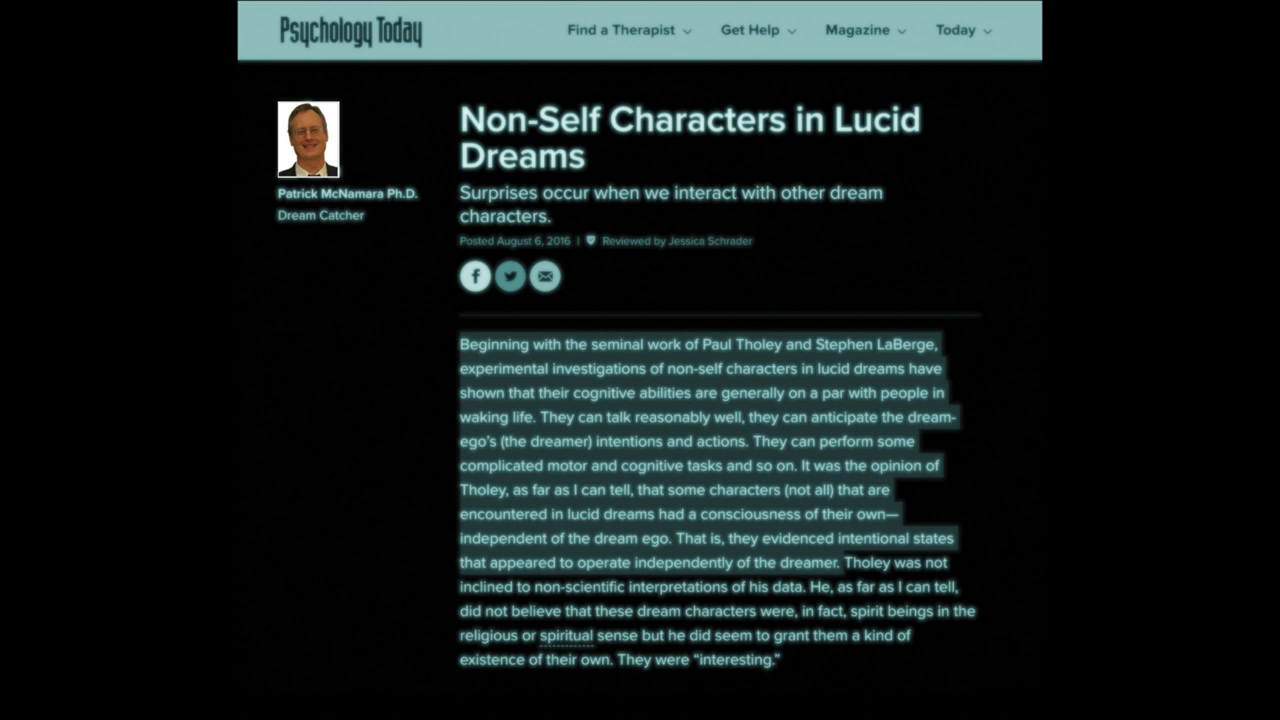 Psychology Today
Find a Therapist
Get Help
Magazine
Today
Patrick McNamara Ph.D.
Dream Catcher
Non-Self Characters in Lucid
Dreams
Surprises occur when we interact with other dream
characters.
Posted August 6, 2016 | Reviewed by Jessica Schrader
Beginning with the seminal work of Paul Tholey and Stephen LaBerge,
experimental investigations of non-self characters in lucid dreams have
shown that their cognitive abilities are generally on a par with people in
waking life. They can talk reasonably well, they can anticipate the dream-
ego’s (the dreamer) intentions and actions. They can perform some
complicated motor and cognitive tasks and so on. It was the opinion of
Tholey, as far as I can tell, that some characters (not all) that are
encountered in lucid dreams had a consciousness of their own—
independent of the dream ego. That is, they evidenced intentional states
that appeared to operate independently of the dreamer. Tholey was not
inclined to non-scientific interpretations of his data. He, as far as I can tell,
did not believe that these dream characters were, in fact, spirit beings in the
religious or spiritual sense but he did seem to grant them a kind of
existence of their own. They were “interesting.”